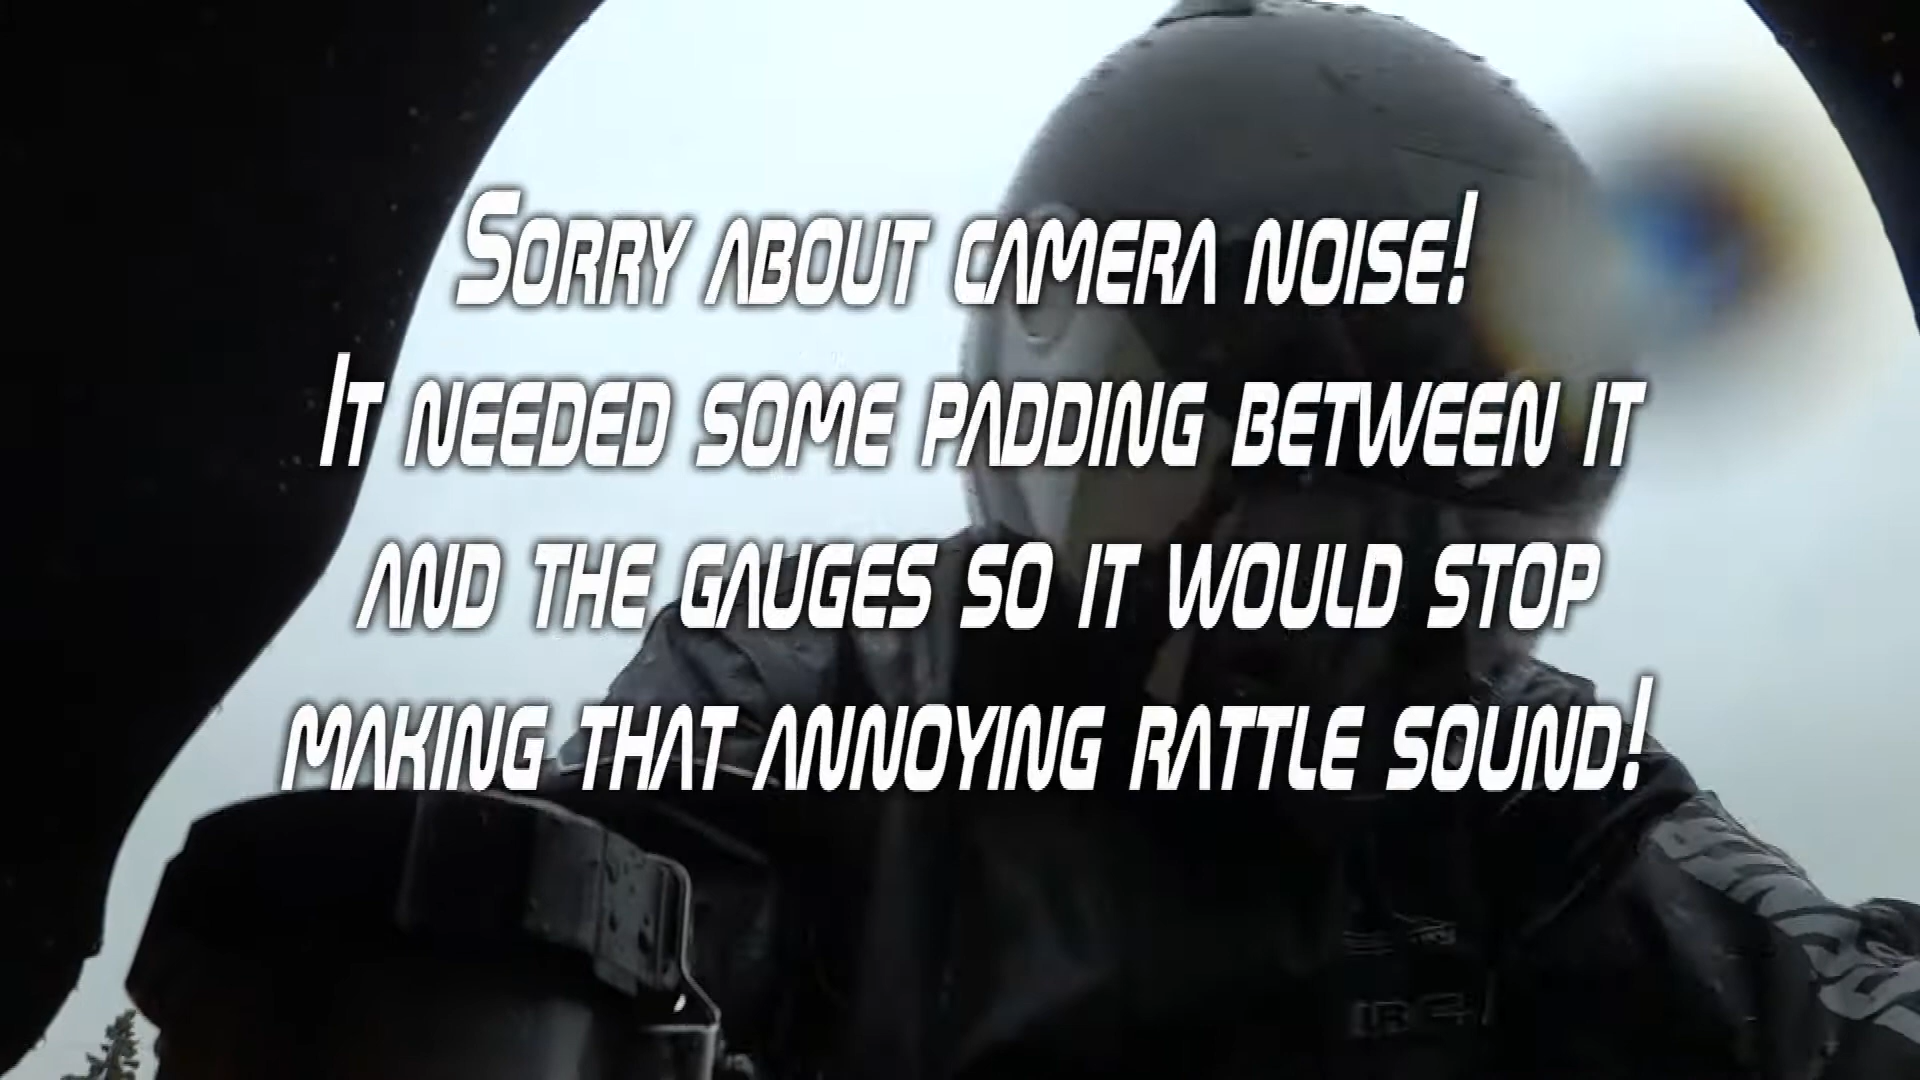 Sorry about camera noise!
It needed some padding between it
and the gauges so it would stop
making that annoying rattle sound!